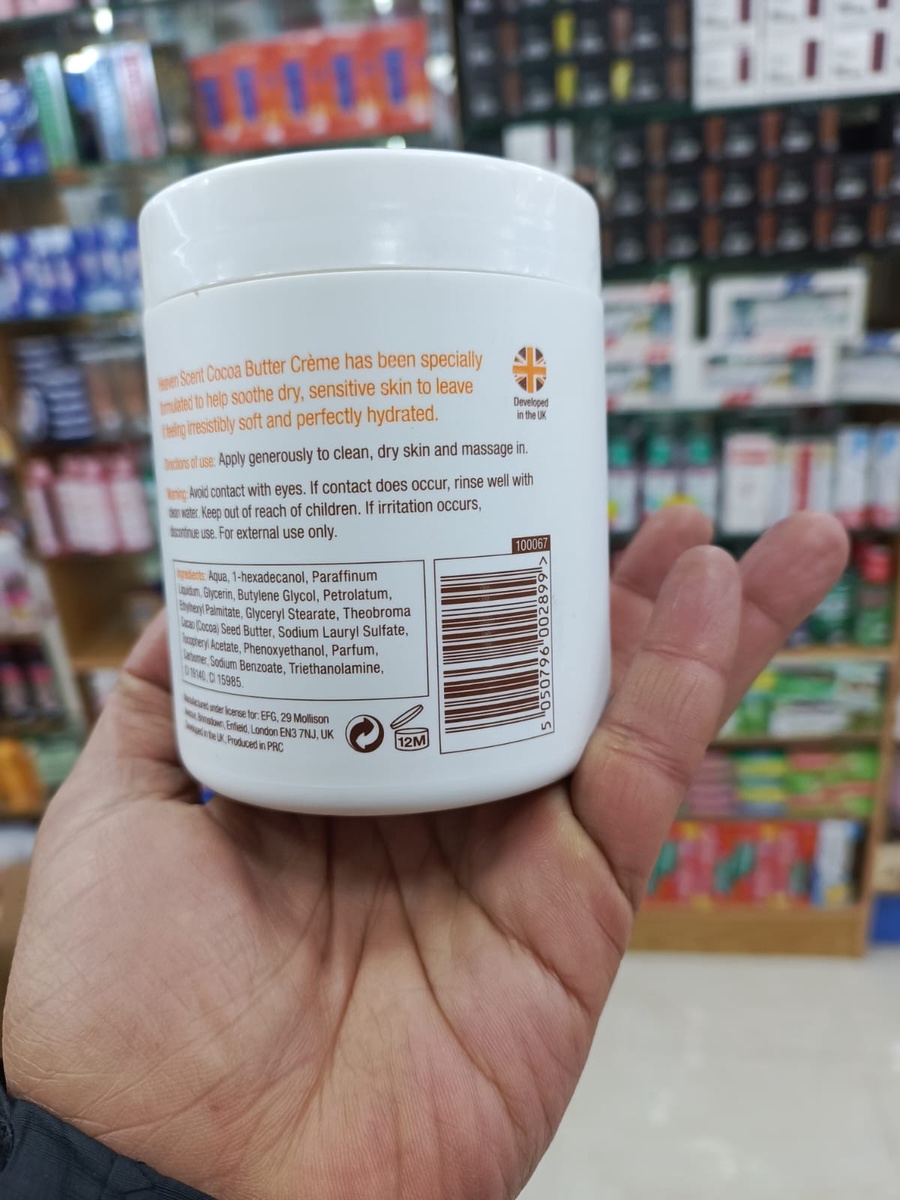 Heaven Scent Cocoa Butter Crème has been specially
formulated to help soothe dry, sensitive skin to leave
it feeling irresistibly soft and perfectly hydrated.
Developed
in the UK
Directions of use: Apply generously to clean, dry skin and massage in.
Warning: Avoid contact with eyes. If contact does occur, rinse well with
clean water. Keep out of reach of children. If irritation occurs,
discontinue use. For external use only.
100067
Ingredients: Aqua, 1-hexadecanol, Paraffinum
Liquidum, Glycerin, Butylene Glycol, Petrolatum,
Ethylhexyl Palmitate, Glyceryl Stearate, Theobroma
Cacao (Cocoa) Seed Butter, Sodium Lauryl Sulfate,
Tocopheryl Acetate, Phenoxyethanol, Parfum,
Carbomer, Sodium Benzoate, Triethanolamine,
CI 19140, CI 15985.
5 050796 002899>
Manufactured under license for: EFG, 29 Mollison
Avenue, Brimsdown, Enfield, London EN3 7NJ, UK
Developed in the UK, Produced in PRC
12M